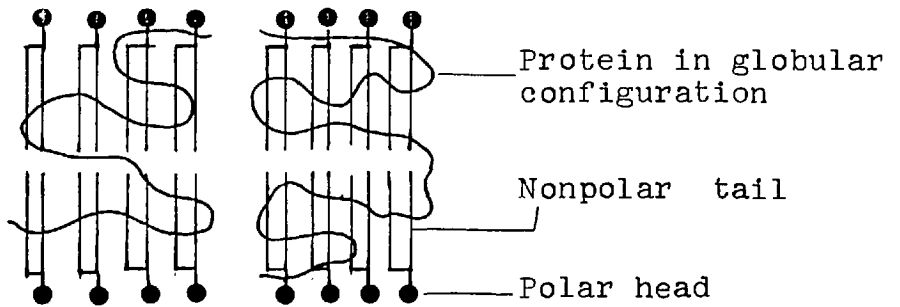 Protein in globular
configuration
Nonpolar tail
Polar head